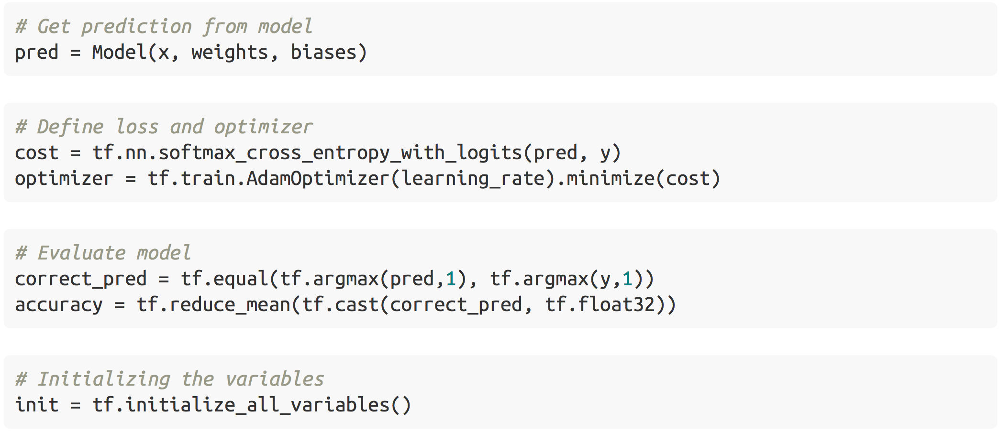 # Get prediction from model
pred = Model(x, weights, biases)
# Define loss and optimizer
cost = tf.nn.softmax_cross_entropy_with_logits(pred, y)
optimizer = tf.train.AdamOptimizer(learning_rate).minimize(cost)
# Evaluate model
correct_pred = tf.equal(tf.argmax(pred,1), tf.argmax(y,1))
accuracy = tf.reduce_mean(tf.cast(correct_pred, tf.float32))
# Initializing the variables
init = tf.initialize_all_variables()